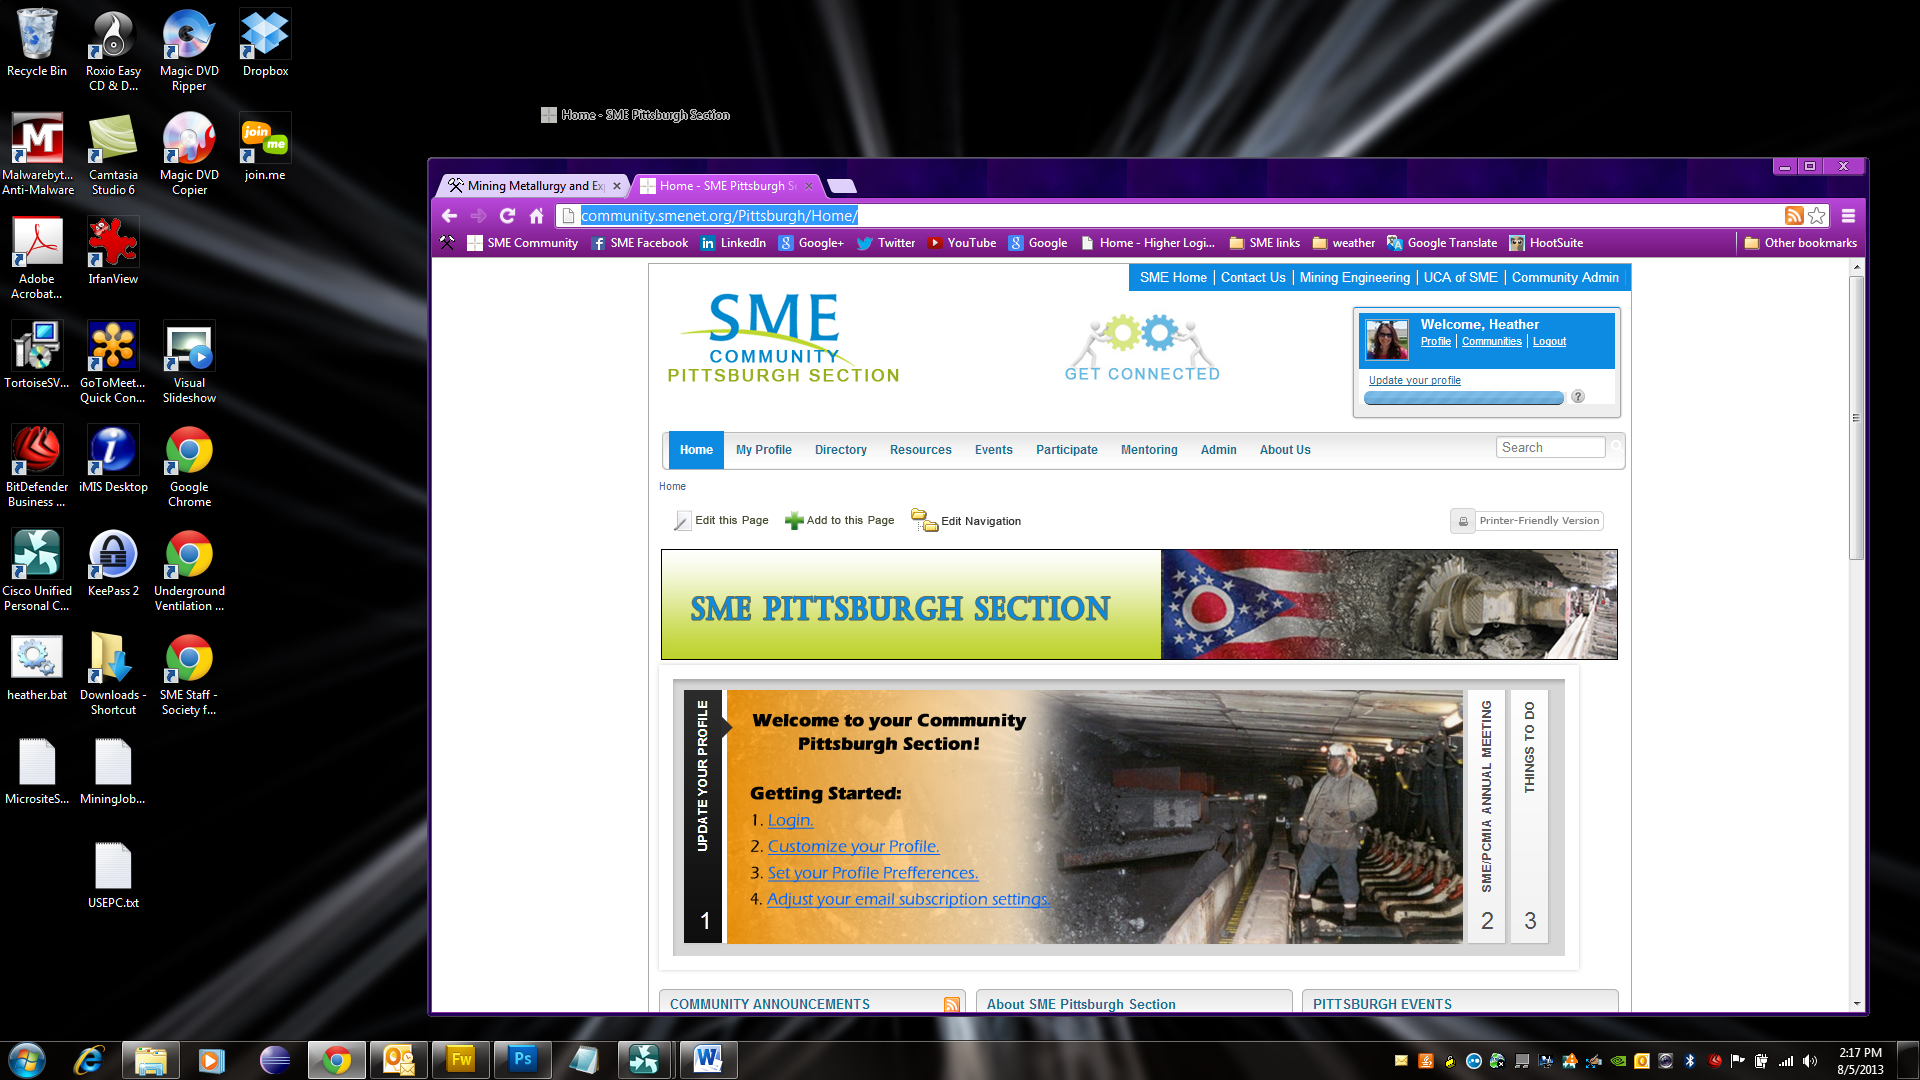 Recycle Bin
Roxio Easy
CD & D...
Magic DVD
Ripper
Dropbox
Malwarebyt...
Anti-Malware
Camtasia
Studio 6
Magic DVD
Copier
join
me
join.me
Adobe
Acrobat...
IrfanView
TortoiseSV...
GoToMeet...
Quick Con...
Visual
Slideshow
BitDefender
Business ...
iMIS Desktop
Google
Chrome
Cisco Unified
Personal C...
KeePass 2
Underground
Ventilation ...
heather.bat
Downloads -
Shortcut
SME Staff -
Society f...
MicrositeS...
MiningJob...
USEPC.txt
Home - SME Pittsburgh Section
Mining Metallurgy and Ex
Home - SME Pittsburgh S
community.smenet.org/Pittsburgh/Home/
SME Community
SME Facebook
LinkedIn
Google+
Twitter
YouTube
Google
Home - Higher Logi...
SME links
weather
Google Translate
HootSuite
Other bookmarks
SME Home | Contact Us | Mining Engineering | UCA of SME | Community Admin
SME
COMMUNITY
PITTSBURGH SECTION
GET CONNECTED
Welcome, Heather
Profile | Communities | Logout
Update your profile
?
Home
My Profile
Directory
Resources
Events
Participate
Mentoring
Admin
About Us
Search
Home
Edit this Page
Add to this Page
Edit Navigation
Printer-Friendly Version
SME PITTSBURGH SECTION
UPDATE YOUR PROFILE
1
Welcome to your Community
Pittsburgh Section!
Getting Started:
1. Login.
2. Customize your Profile.
3. Set your Profile Prefferences.
4. Adjust your email subscription settings.
SME/PCMIA ANNUAL MEETING
2
THINGS TO DO
3
COMMUNITY ANNOUNCEMENTS
About SME Pittsburgh Section
PITTSBURGH EVENTS
Fw
Ps
2:17 PM
8/5/2013